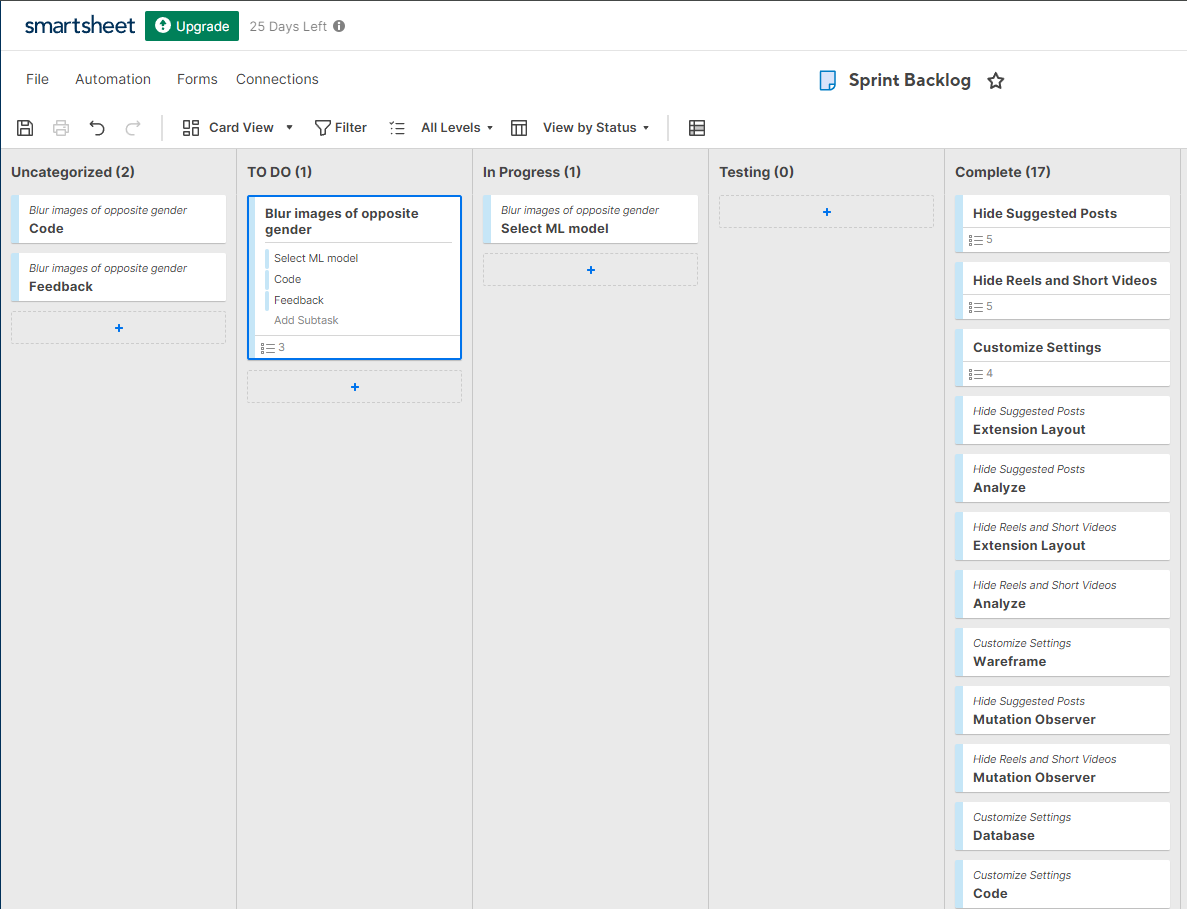 smartsheet
Upgrade
25 Days Left
File
Automation
Forms
Connections
Sprint Backlog
Card View
Filter
All Levels
View by Status
Uncategorized (2)
Blur images of opposite gender
Code
Blur images of opposite gender
Feedback
+
TO DO (1)
Blur images of opposite
gender
Select ML model
Code
Feedback
Add Subtask
3
+
In Progress (1)
Blur images of opposite gender
Select ML model
+
Testing (0)
+
Complete (17)
Hide Suggested Posts
5
Hide Reels and Short Videos
5
Customize Settings
4
Hide Suggested Posts
Extension Layout
Hide Suggested Posts
Analyze
Hide Reels and Short Videos
Extension Layout
Hide Reels and Short Videos
Analyze
Customize Settings
Wareframe
Hide Suggested Posts
Mutation Observer
Hide Reels and Short Videos
Mutation Observer
Customize Settings
Database
Customize Settings
Code